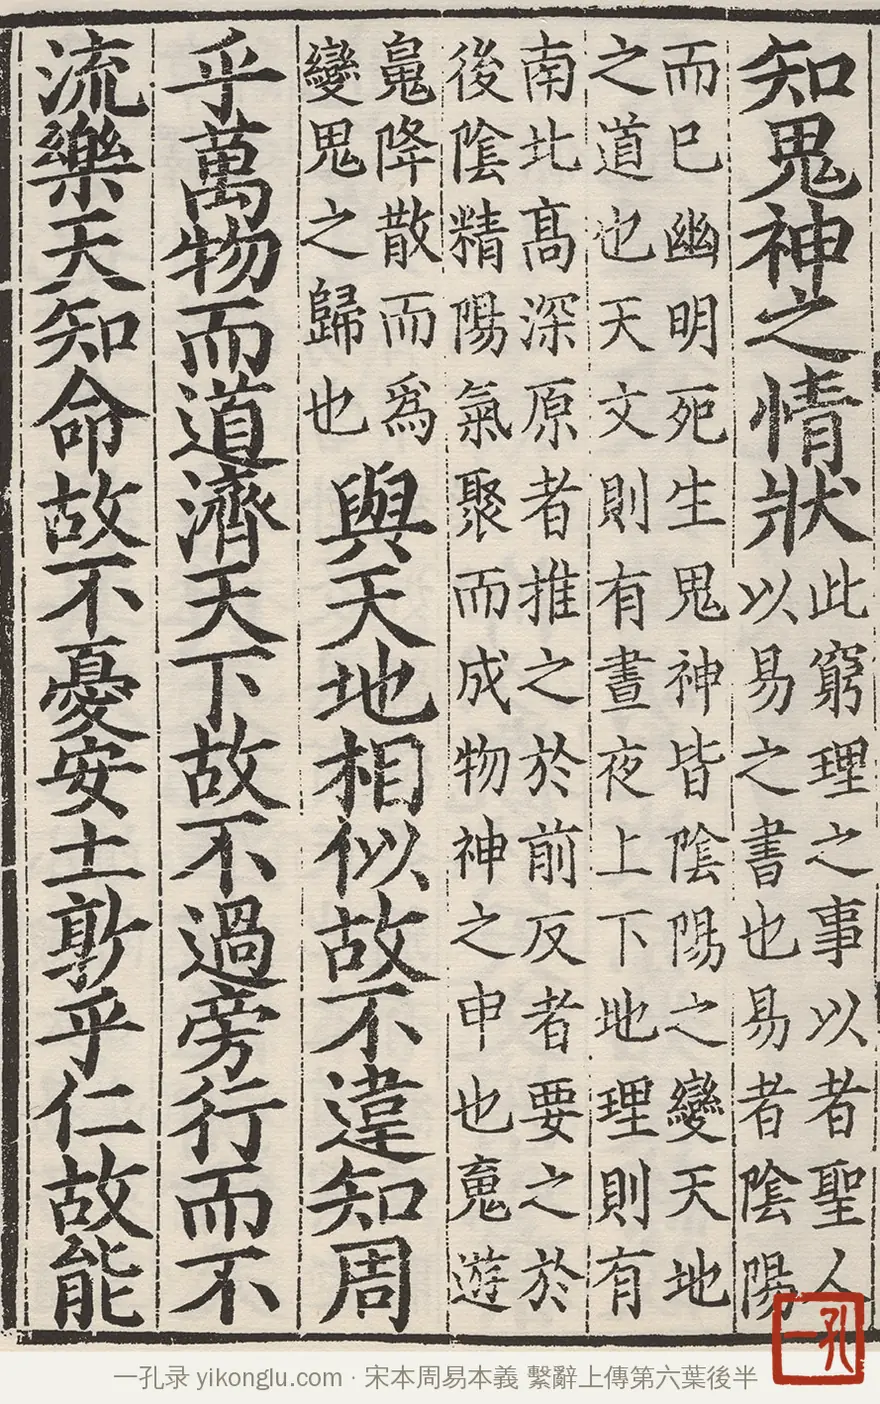 知鬼神之情狀
此窮理之事以者聖人
以易之書也易者陰陽
而巳幽明死生鬼神皆陰陽之變天地
之道也天文則有晝夜上下地理則有
南北髙深原者推之於前反者要之於
後陰精陽氣聚而成物神之申也䰟遊
䰟降散而爲
變鬼之歸也
與天地相似故不違知周
乎萬物而道濟天下故不過旁行而不
流樂天知命故不憂安土敦乎仁故能
一孔
一孔录 yikonglu.com · 宋本周易本義 繫辭上傳第六葉後半